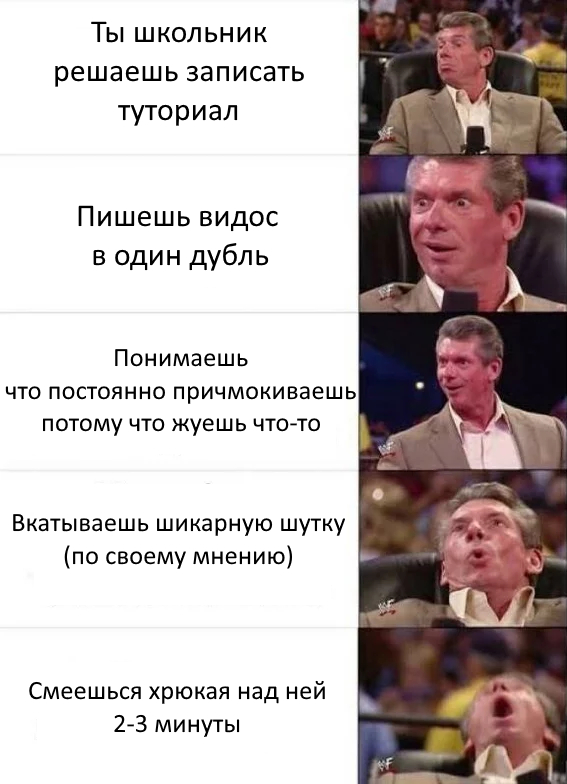 Ты школьник
решаешь записать
туториал
Пишешь видос
в один дубль
Понимаешь
что постоянно причмокиваешь
потому что жуешь что-то
Вкатываешь шикарную шутку
(по своему мнению)
Смеешься хрюкая над ней
2-3 минуты